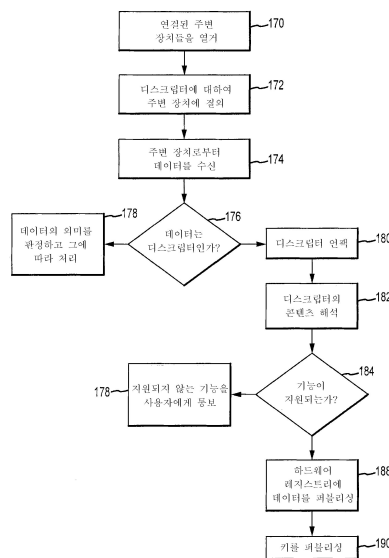 연결된 주변
장치들을 열거
170
디스크립터에 대하여
주변 장치에 질의
172
주변 장치로부터
데이터를 수신
174
176
데이터는
디스크립터인가?
178
데이터의 의미를
판정하고 그에
따라 처리
디스크립터 언팩
180
디스크립터의
콘텐츠 해석
182
184
기능이
지원되는가?
178
지원되지 않는 기능을
사용자에게 통보
하드웨어
레지스트리에
데이터를 퍼블리싱
188
키를 퍼블리싱
190